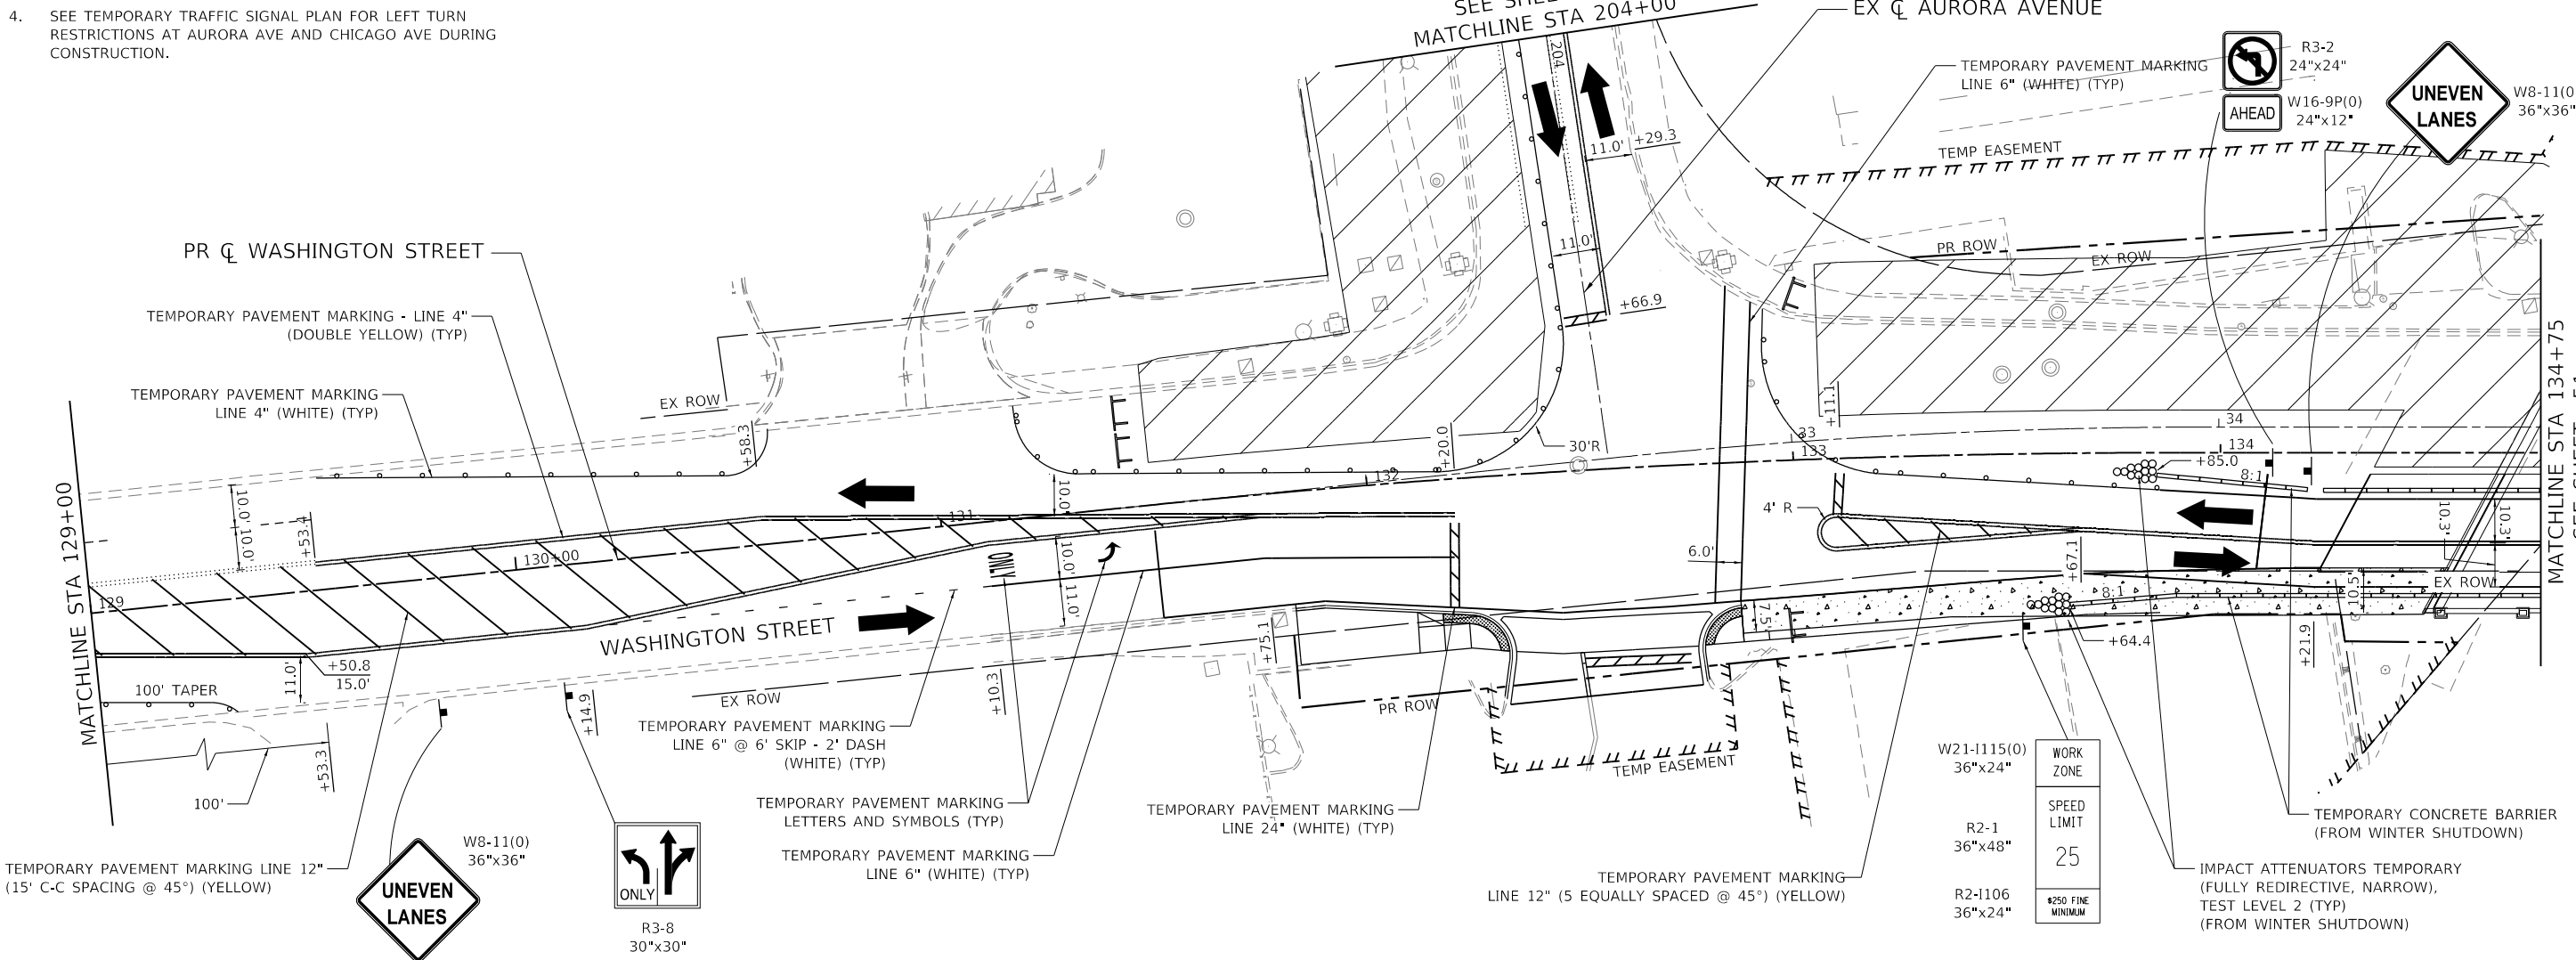 4. SEE TEMPORARY TRAFFIC SIGNAL PLAN FOR LEFT TURN
RESTRICTIONS AT AURORA AVE AND CHICAGO AVE DURING
CONSTRUCTION.
MATCHLINE STA 204+00
EX ℄ AURORA AVENUE
TEMPORARY PAVEMENT MARKING
LINE 6" (WHITE) (TYP)
R3-2
24"x24"
AHEAD
W16-9P(0)
24"x12"
UNEVEN
LANES
W8-11(0
36"x36"
204
11.0'
+29.3
TEMP EASEMENT
PR ℄ WASHINGTON STREET
11.0'
PR ROW
EX ROW
+66.9
TEMPORARY PAVEMENT MARKING - LINE 4"
(DOUBLE YELLOW) (TYP)
TEMPORARY PAVEMENT MARKING
LINE 4" (WHITE) (TYP)
EX ROW
+58.3
+20.0
30'R
+11.1
33
133
34
134
+85.0
8:1
132
131
130+00
129
10.0'
10.0'
+53.4
10.0'
4' R
6.0'
10.3'
10.3'
MATCHLINE STA 129+00
MATCHLINE STA 134+75
ONLY
10.0'
11.0'
+67.1
EX ROW
10.5'
8:1
7.5'
+64.4
+21.9
WASHINGTON STREET
+50.8
15.0'
11.0'
100' TAPER
+14.9
EX ROW
+10.3
+75.1
PR ROW
TEMP EASEMENT
+53.3
100'
TEMPORARY PAVEMENT MARKING
LINE 6" @ 6' SKIP - 2' DASH
(WHITE) (TYP)
TEMPORARY PAVEMENT MARKING
LETTERS AND SYMBOLS (TYP)
TEMPORARY PAVEMENT MARKING
LINE 6" (WHITE) (TYP)
TEMPORARY PAVEMENT MARKING
LINE 24" (WHITE) (TYP)
TEMPORARY PAVEMENT MARKING
LINE 12" (5 EQUALLY SPACED @ 45°) (YELLOW)
W21-I115(0)
36"x24"
WORK
ZONE
R2-1
36"x48"
SPEED
LIMIT
25
R2-I106
36"x24"
$250 FINE
MINIMUM
TEMPORARY CONCRETE BARRIER
(FROM WINTER SHUTDOWN)
IMPACT ATTENUATORS TEMPORARY
(FULLY REDIRECTIVE, NARROW),
TEST LEVEL 2 (TYP)
(FROM WINTER SHUTDOWN)
TEMPORARY PAVEMENT MARKING LINE 12"
(15' C-C SPACING @ 45°) (YELLOW)
W8-11(0)
36"x36"
UNEVEN
LANES
ONLY
R3-8
30"x30"